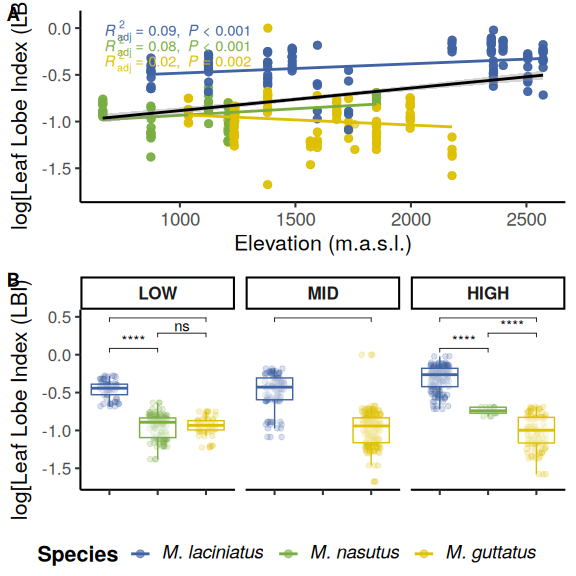 A
R²adj = 0.09, P < 0.001
R²adj = 0.08, P < 0.001
R²adj = 0.02, P = 0.002
log[Leaf Lobe Index (LB
0.0
-0.5
-1.0
-1.5
1000 1500 2000 2500
Elevation (m.a.s.l.)
B
LOW MID HIGH
log[Leaf Lobe Index (LBI)
0.5
0.0
-0.5
-1.0
-1.5
**** ns
**** ****
Species M. laciniatus M. nasutus M. guttatus